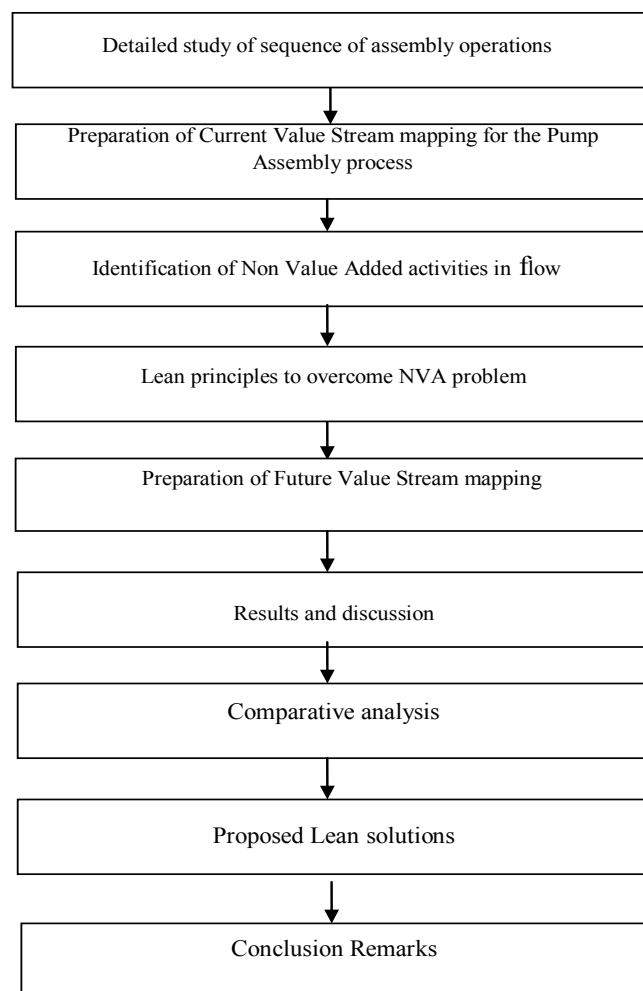 Detailed study of sequence of assembly operations
Preparation of Current Value Stream mapping for the Pump
Assembly process
Identification of Non Value Added activities in flow
Lean principles to overcome NVA problem
Preparation of Future Value Stream mapping
Results and discussion
Comparative analysis
Proposed Lean solutions
Conclusion Remarks